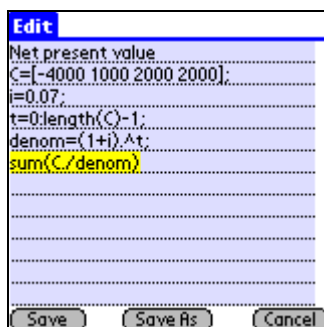 Edit
Net present value
C=[-4000 1000 2000 2000];
i=0.07;
t=0:length(C)-1;
denom=(1+i).^t;
sum(C./denom)
Save Save As Cancel